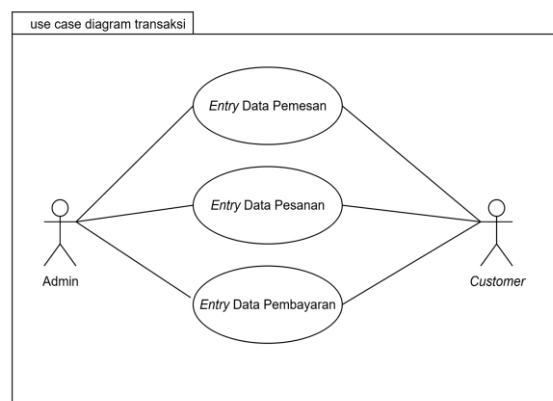 use case diagram transaksi
Entry Data Pemesan
Entry Data Pesanan
Admin
Customer
Entry Data Pembayaran